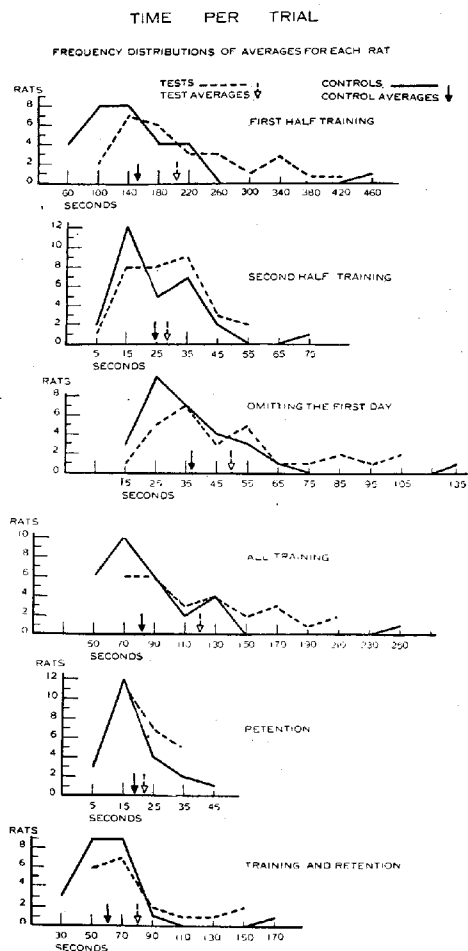 TIME PER TRIAL
FREQUENCY DISTRIBUTIONS OF AVERAGES FOR EACH RAT
TESTS CONTROLS
TEST AVERAGES CONTROL AVERAGES
RATS
FIRST HALF TRAINING
8
6
4
2
0
60 100 140 180 220 260 300 340 380 420 460
SECONDS
12
10
8
6
4
2
0
SECOND HALF TRAINING
5 15 25 35 45 55 65 75
SECONDS
RATS
8
6
4
2
0
OMITTING THE FIRST DAY
15 25 35 45 55 65 75 85 95 105 135
SECONDS
RATS
10
8
6
4
2
0
ALL TRAINING
50 70 90 110 130 150 170 190 210 230 250
SECONDS
RATS
12
10
8
6
4
2
0
RETENTION
5 15 25 35 45
SECONDS
RATS
8
6
4
2
0
TRAINING AND RETENTION
30 50 70 90 110 130 150 170
SECONDS